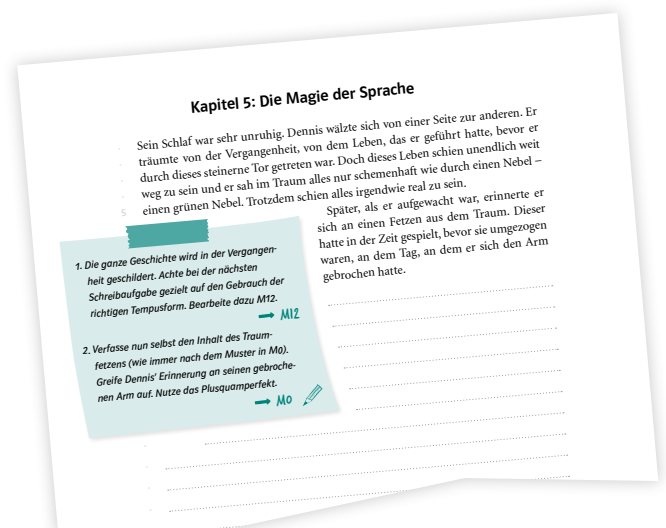 Kapitel 5: Die Magie der Sprache
Sein Schlaf war sehr unruhig. Dennis wälzte sich von einer Seite zur anderen. Er
träumte von der Vergangenheit, von dem Leben, das er geführt hatte, bevor er
durch dieses steinerne Tor getreten war. Doch dieses Leben schien unendlich weit
weg zu sein und er sah im Traum alles nur schemenhaft wie durch einen Nebel –
5 einen grünen Nebel. Trotzdem schien alles irgendwie real zu sein.
Später, als er aufgewacht war, erinnerte er
sich an einen Fetzen aus dem Traum. Dieser
hatte in der Zeit gespielt, bevor sie umgezogen
waren, an dem Tag, an dem er sich den Arm
gebrochen hatte.
1. Die ganze Geschichte wird in der Vergangen-
heit geschildert. Achte bei der nächsten
Schreibaufgabe gezielt auf den Gebrauch der
richtigen Tempusform. Bearbeite dazu M12.
→ M12
2. Verfasse nun selbst den Inhalt des Traum-
fetzens (wie immer nach dem Muster in M0).
Greife Dennis' Erinnerung an seinen gebroche-
nen Arm auf. Nutze das Plusquamperfekt.
→ M0